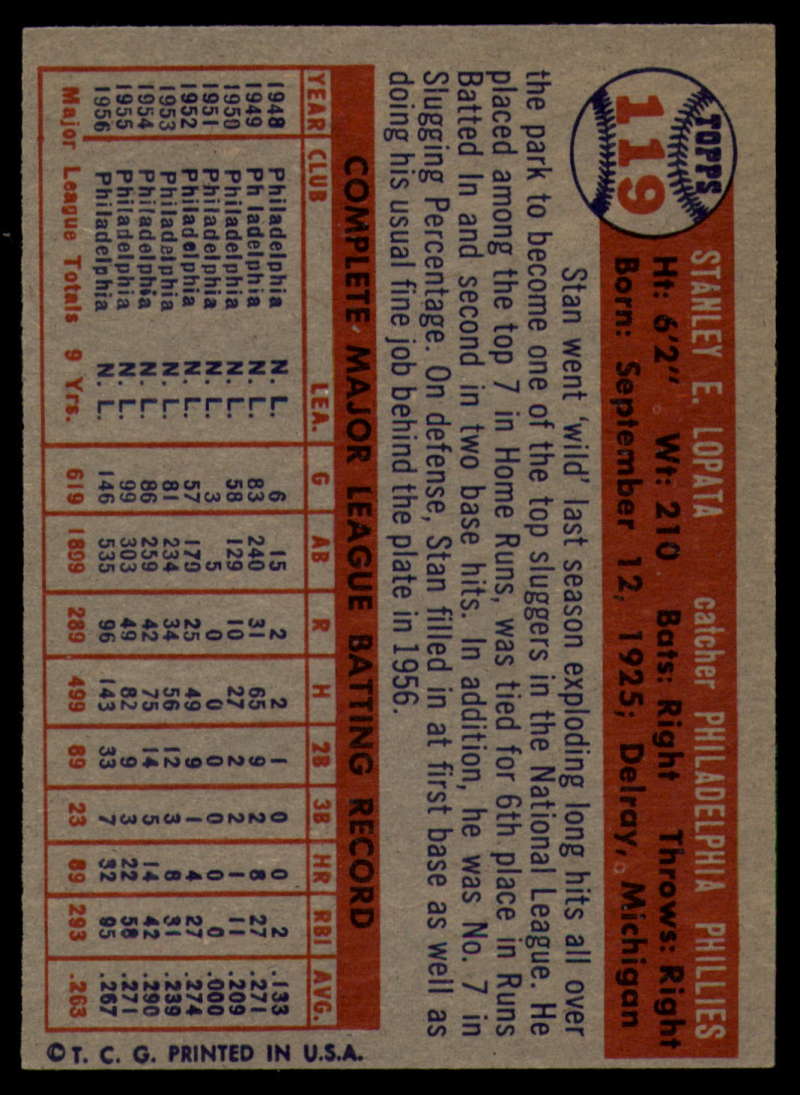 TOPPS
119
STANLEY E. LOPATA catcher PHILADELPHIA PHILLIES
Ht: 6'2" Wt: 210 Bats: Right Throws: Right
Born: September 12, 1925; Delray, Michigan
Stan went 'wild' last season exploding long hits all over
the park to become one of the top sluggers in the National League. He
placed among the top 7 in Home Runs, was tied for 6th place in Runs
Batted In and second in two base hits. In addition, he was No. 7 in
Slugging Percentage. On defense, Stan filled in at first base as well as
doing his usual fine job behind the plate in 1956.
COMPLETE MAJOR LEAGUE BATTING RECORD
YEAR CLUB LEA. G AB R H 2B 3B HR RBI AVG.
1948 Philadelphia N. L. 6 15 2 2 1 0 0 2 .133
1949 Philadelphia N. L. 83 240 31 65 9 2 8 27 .271
1950 Philadelphia N. L. 58 129 10 27 2 2 1 11 .209
1951 Philadelphia N. L. 3 5 0 0 0 0 0 0 .000
1952 Philadelphia N. L. 57 179 25 49 9 1 4 27 .274
1953 Philadelphia N. L. 81 234 34 56 12 3 8 31 .239
1954 Philadelphia N. L. 86 259 42 75 14 5 14 42 .290
1955 Philadelphia N. L. 99 303 49 82 9 3 22 58 .271
1956 Philadelphia N. L. 146 535 96 143 33 7 32 95 .267
Major League Totals 9 Yrs. 619 1899 289 499 89 23 89 293 .263
© T. C. G. PRINTED IN U.S.A.